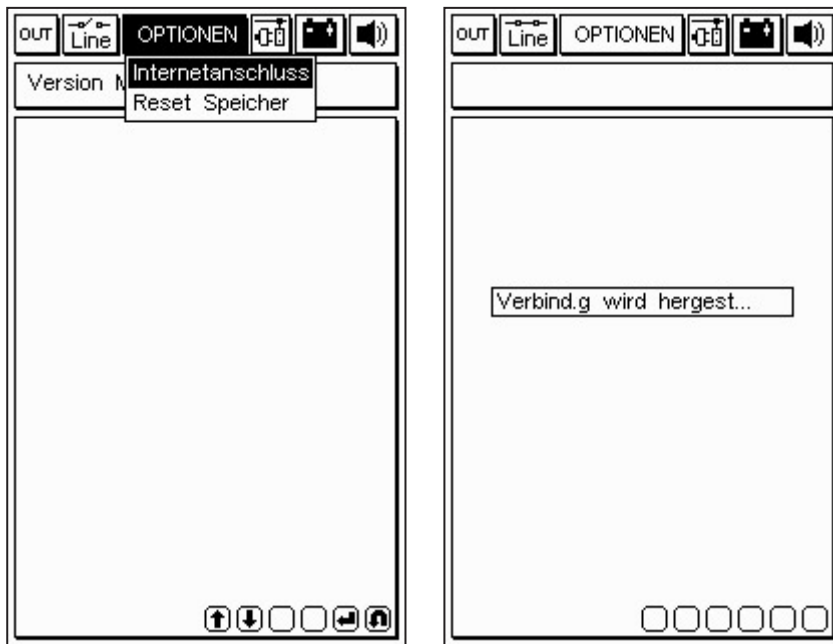 OUT Line OPTIONEN
Version
Internetanschluss
Reset Speicher
OUT Line OPTIONEN
Verbind.g wird hergest...